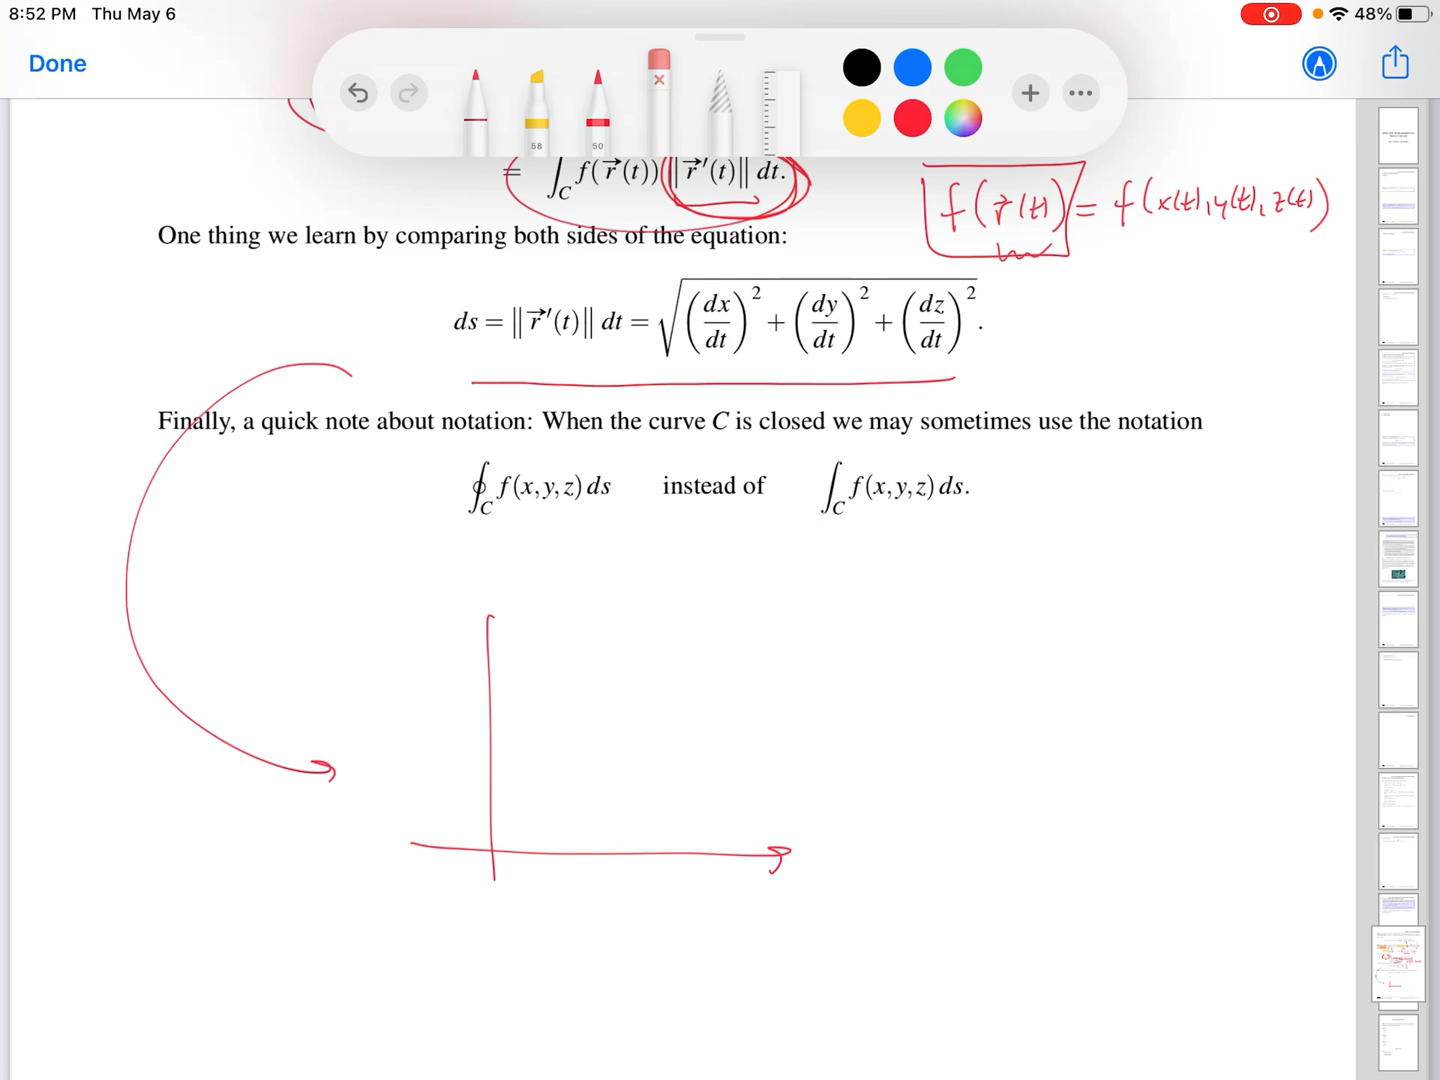 8:52 PM Thu May 6
48%
Done
58
50
= ∫_C f(r⃗(t)) ||r⃗′(t)|| dt.
f(r⃗(t)) = f(x(t), y(t), z(t))
One thing we learn by comparing both sides of the equation:
ds = ||r⃗′(t)|| dt = √((dx/dt)² + (dy/dt)² + (dz/dt)²).
Finally, a quick note about notation: When the curve C is closed we may sometimes use the notation
∮_C f(x,y,z) ds instead of ∫_C f(x,y,z) ds.